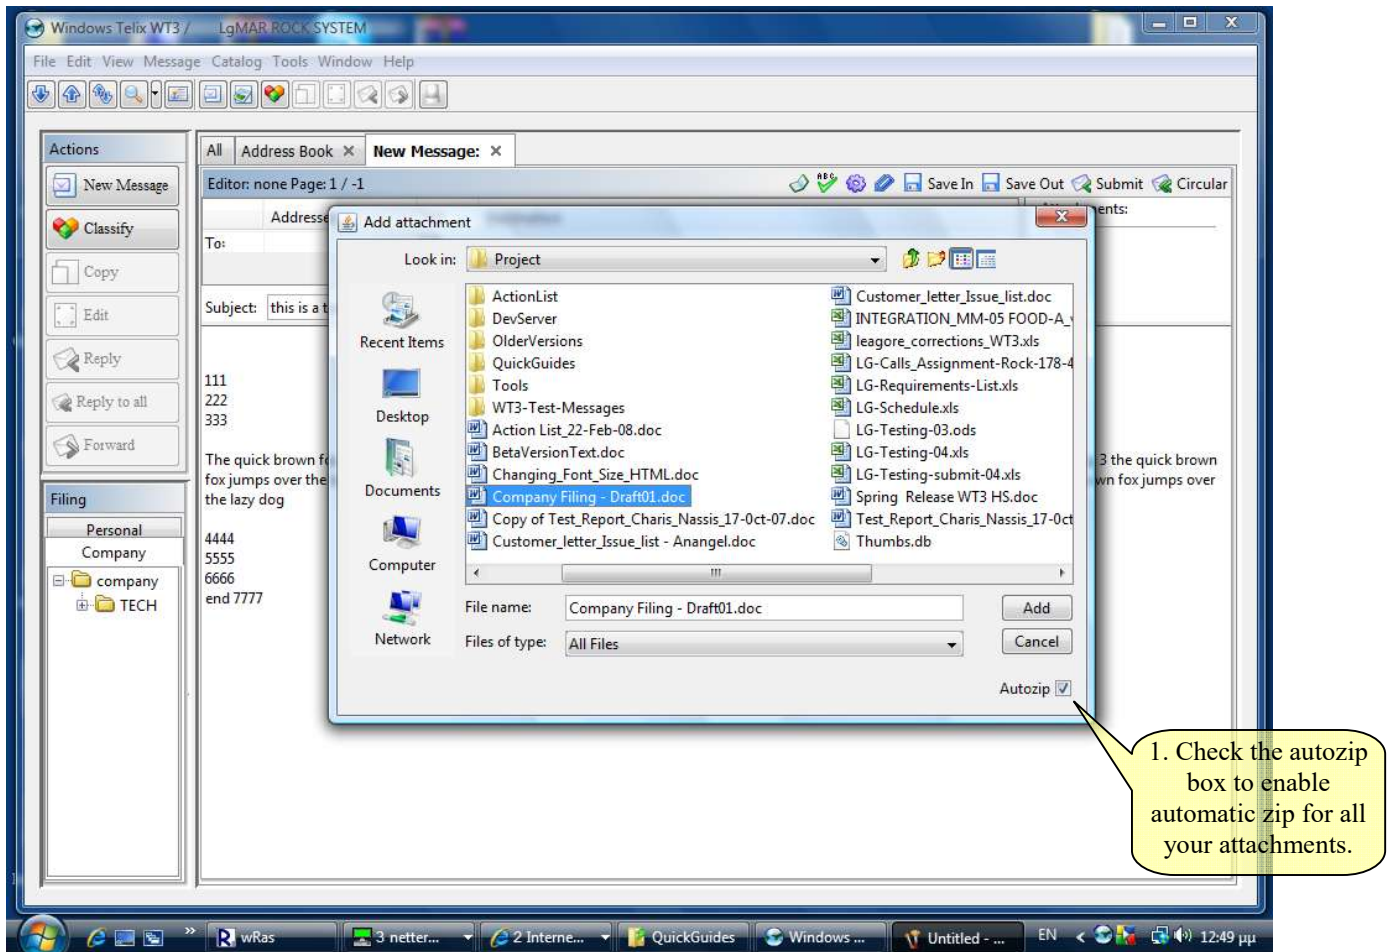 Windows Telix WT3 / LgMAR ROCK SYSTEM
File Edit View Message Catalog Tools Window Help
Actions
New Message
Classify
Copy
Edit
Reply
Reply to all
Forward
Filing
Personal
Company
company
TECH
All Address Book New Message:
Editor: none Page: 1 / -1
Save In Save Out Submit Circular
Addresse
ents:
To:
Subject: this is a t
111
222
333
The quick brown fo
3 the quick brown
fox jumps over the
wn fox jumps over
the lazy dog
4444
5555
6666
end 7777
Add attachment
Look in: Project
Recent Items
Desktop
Documents
Computer
Network
ActionList
DevServer
OlderVersions
QuickGuides
Tools
WT3-Test-Messages
Action List_22-Feb-08.doc
BetaVersionText.doc
Changing_Font_Size_HTML.doc
Company Filing - Draft01.doc
Copy of Test_Report_Charis_Nassis_17-0ct-07.doc
Customer_letter_Issue_list - Anangel.doc
Customer_letter_Issue_list.doc
INTEGRATION_MM-05 FOOD-A_v
leagore_corrections_WT3.xls
LG-Calls_Assignment-Rock-178-4
LG-Requirements-List.xls
LG-Schedule.xls
LG-Testing-03.ods
LG-Testing-04.xls
LG-Testing-submit-04.xls
Spring Release WT3 HS.doc
Test_Report_Charis_Nassis_17-0ct
Thumbs.db
File name: Company Filing - Draft01.doc
Add
Files of type: All Files
Cancel
Autozip
1. Check the autozip
box to enable
automatic zip for all
your attachments.
wRas
3 netter...
2 Interne...
QuickGuides
Windows ...
Untitled - ...
EN
12:49 μμ